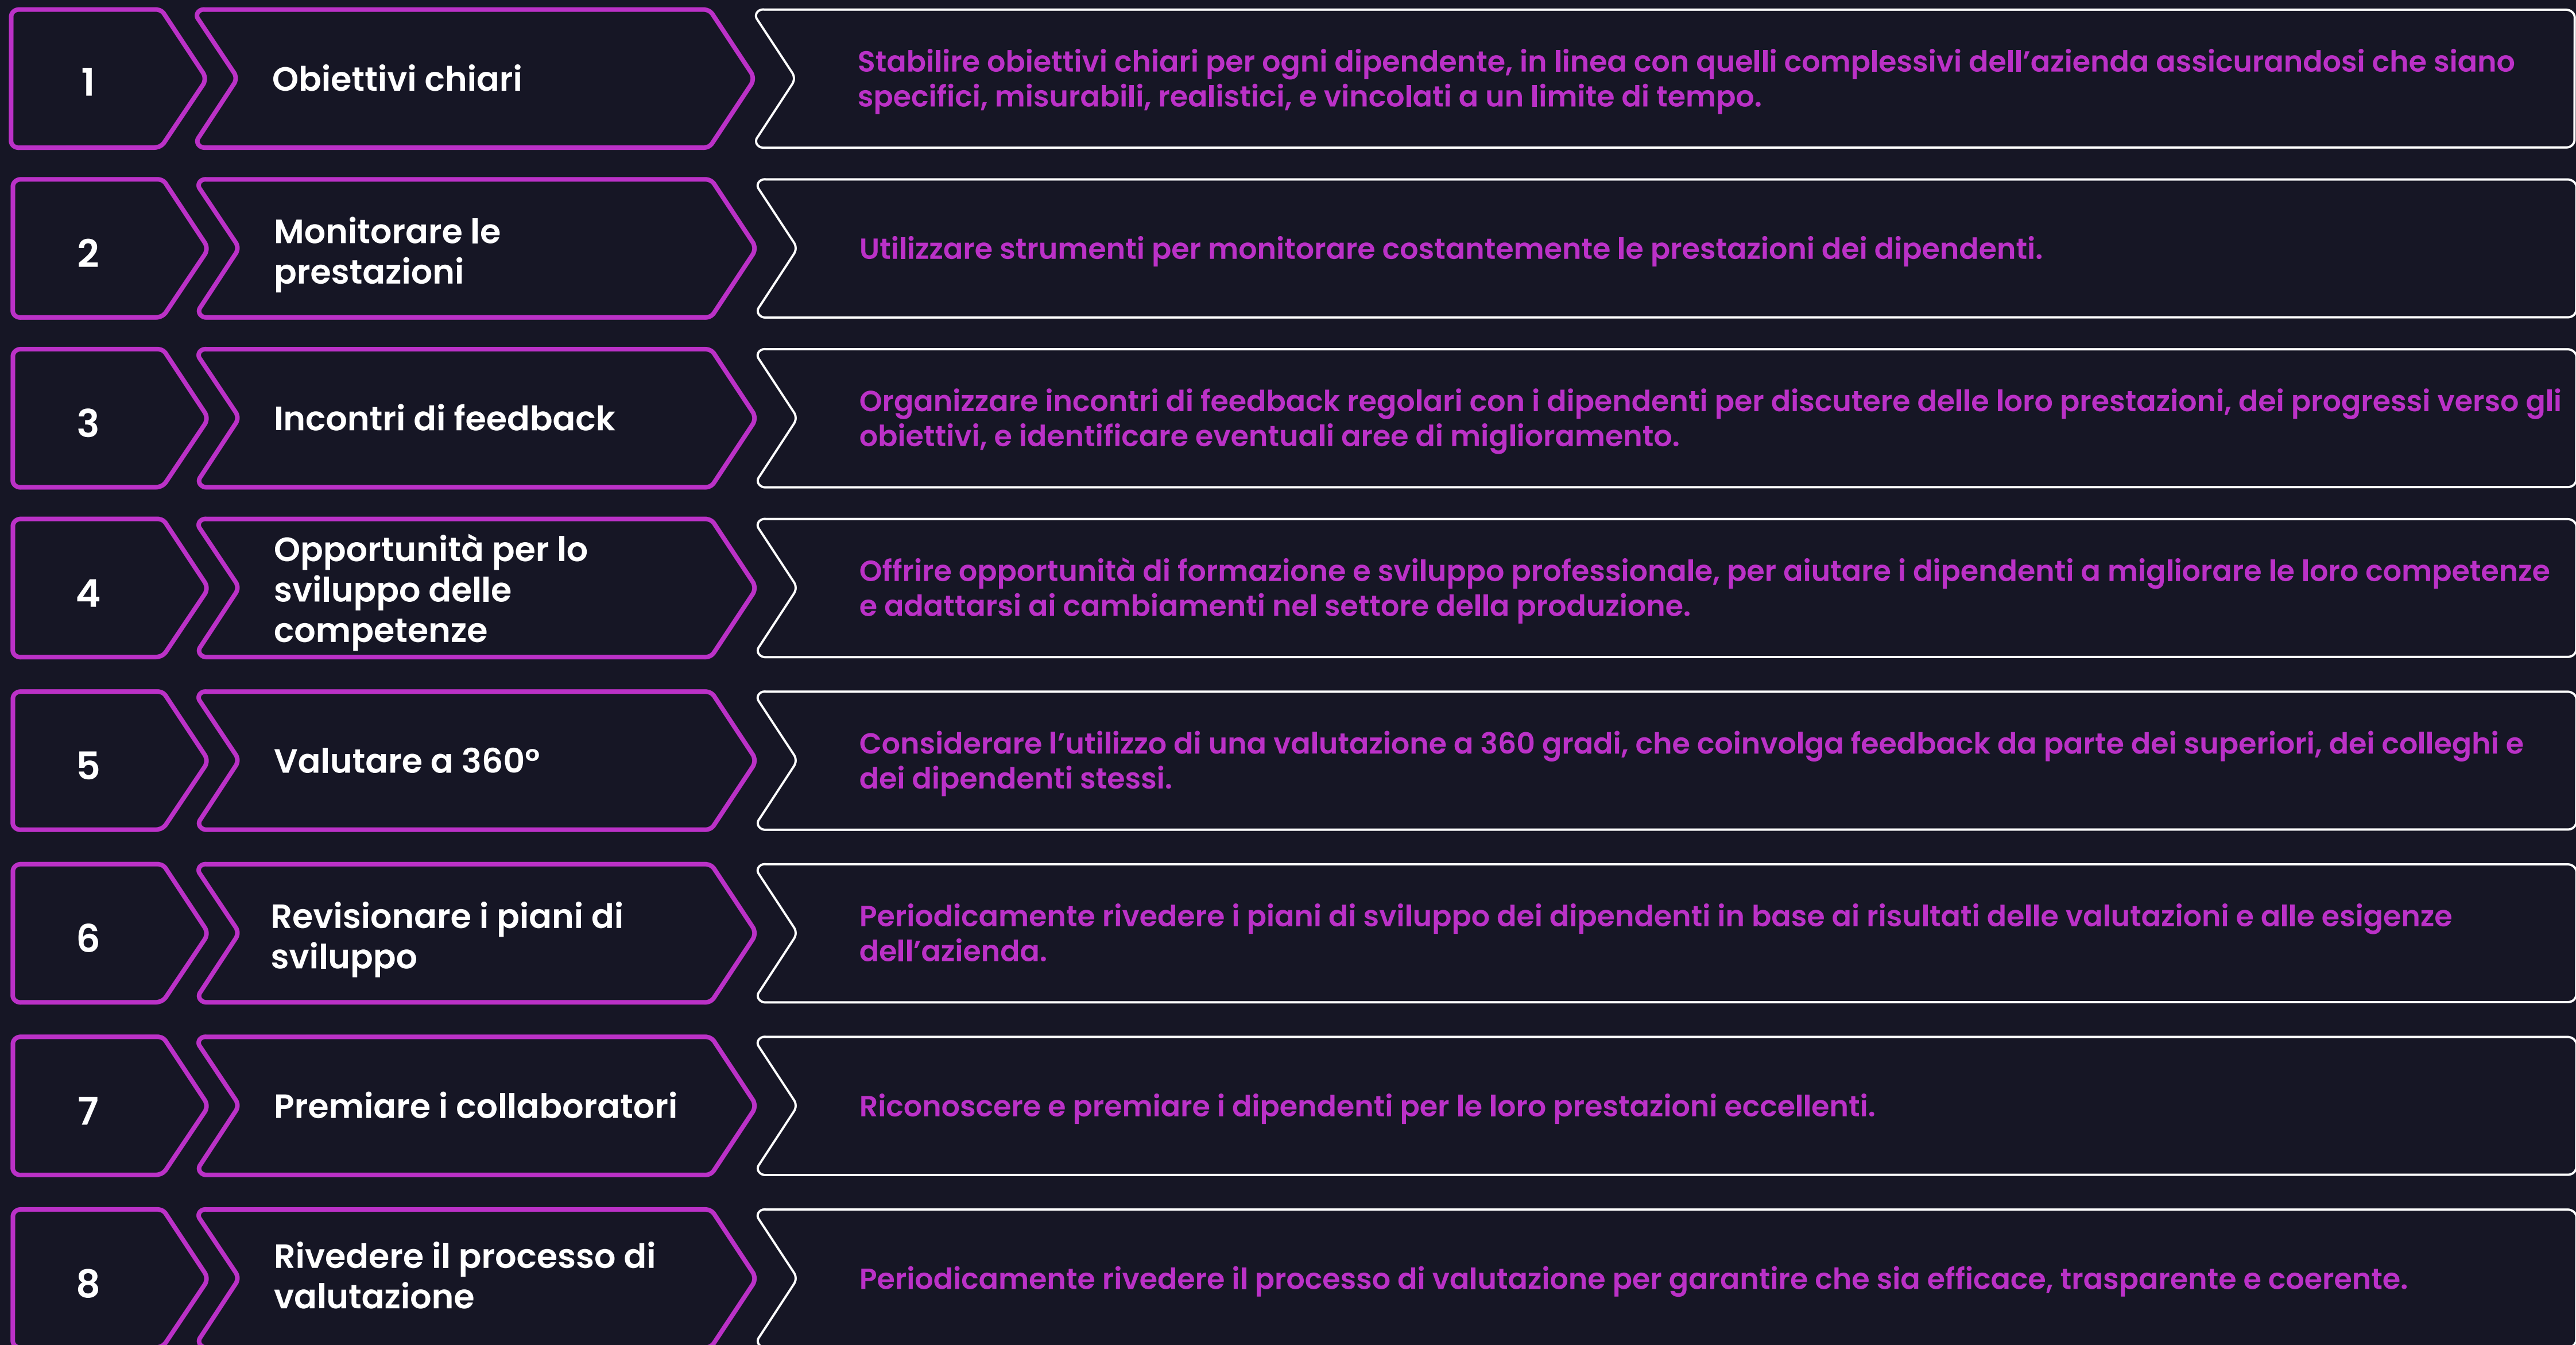 1
Obiettivi chiari
Stabilire obiettivi chiari per ogni dipendente, in linea con quelli complessivi dell’azienda assicurandosi che siano
specifici, misurabili, realistici, e vincolati a un limite di tempo.
2
Monitorare le
prestazioni
Utilizzare strumenti per monitorare costantemente le prestazioni dei dipendenti.
3
Incontri di feedback
Organizzare incontri di feedback regolari con i dipendenti per discutere delle loro prestazioni, dei progressi verso gli
obiettivi, e identificare eventuali aree di miglioramento.
4
Opportunità per lo
sviluppo delle
competenze
Offrire opportunità di formazione e sviluppo professionale, per aiutare i dipendenti a migliorare le loro competenze
e adattarsi ai cambiamenti nel settore della produzione.
5
Valutare a 360°
Considerare l’utilizzo di una valutazione a 360 gradi, che coinvolga feedback da parte dei superiori, dei colleghi e
dei dipendenti stessi.
6
Revisionare i piani di
sviluppo
Periodicamente rivedere i piani di sviluppo dei dipendenti in base ai risultati delle valutazioni e alle esigenze
dell’azienda.
7
Premiare i collaboratori
Riconoscere e premiare i dipendenti per le loro prestazioni eccellenti.
8
Rivedere il processo di
valutazione
Periodicamente rivedere il processo di valutazione per garantire che sia efficace, trasparente e coerente.